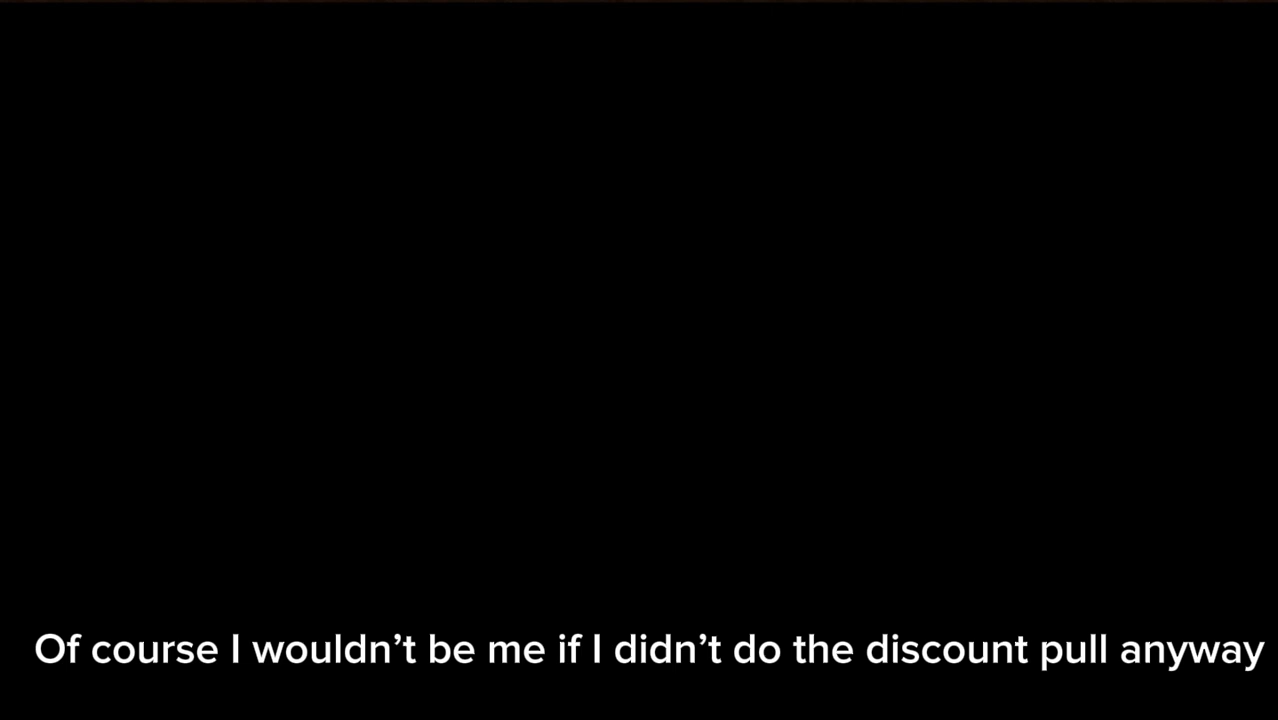 Of course I wouldn’t be me if I didn’t do the discount pull anyway